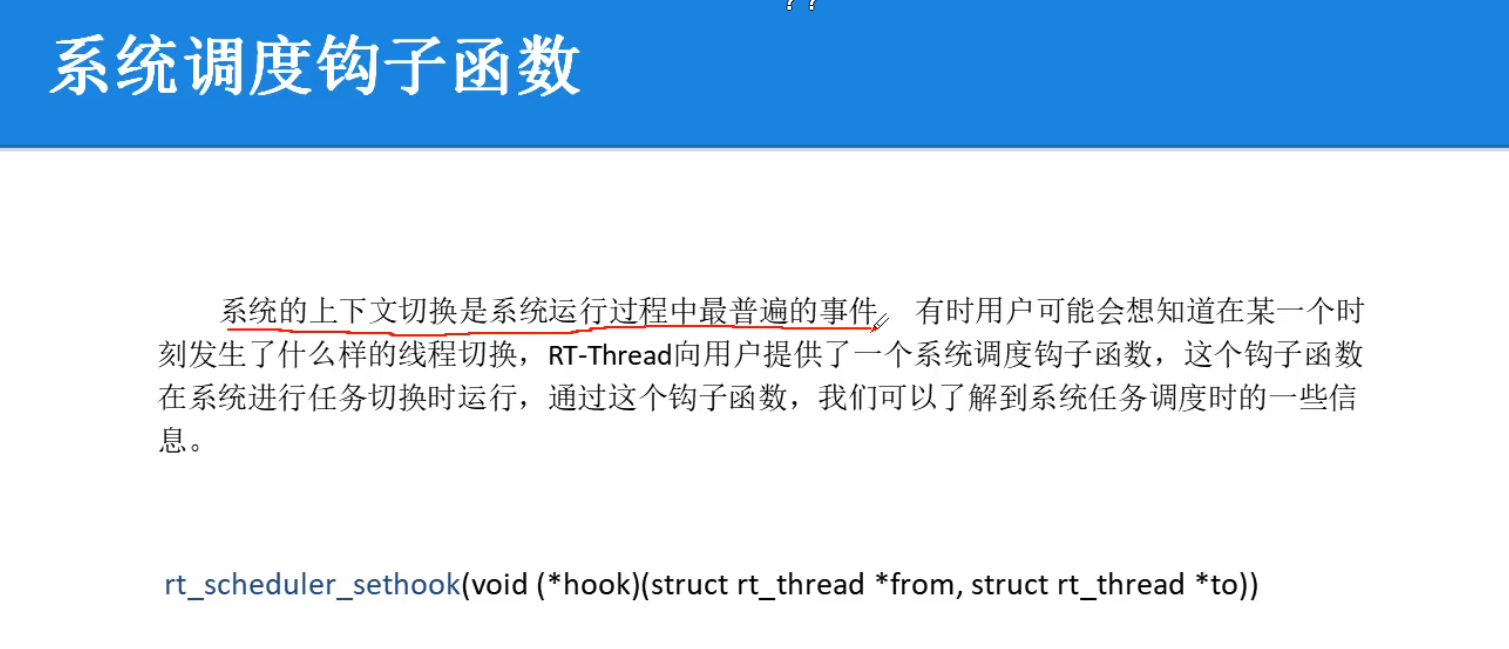 ??
系统调度钩子函数
系统的上下文切换是系统运行过程中最普遍的事件, 有时用户可能会想知道在某一个时
刻发生了什么样的线程切换，RT-Thread向用户提供了一个系统调度钩子函数，这个钩子函数
在系统进行任务切换时运行，通过这个钩子函数，我们可以了解到系统任务调度时的一些信
息。
rt_scheduler_sethook(void (*hook)(struct rt_thread *from, struct rt_thread *to))